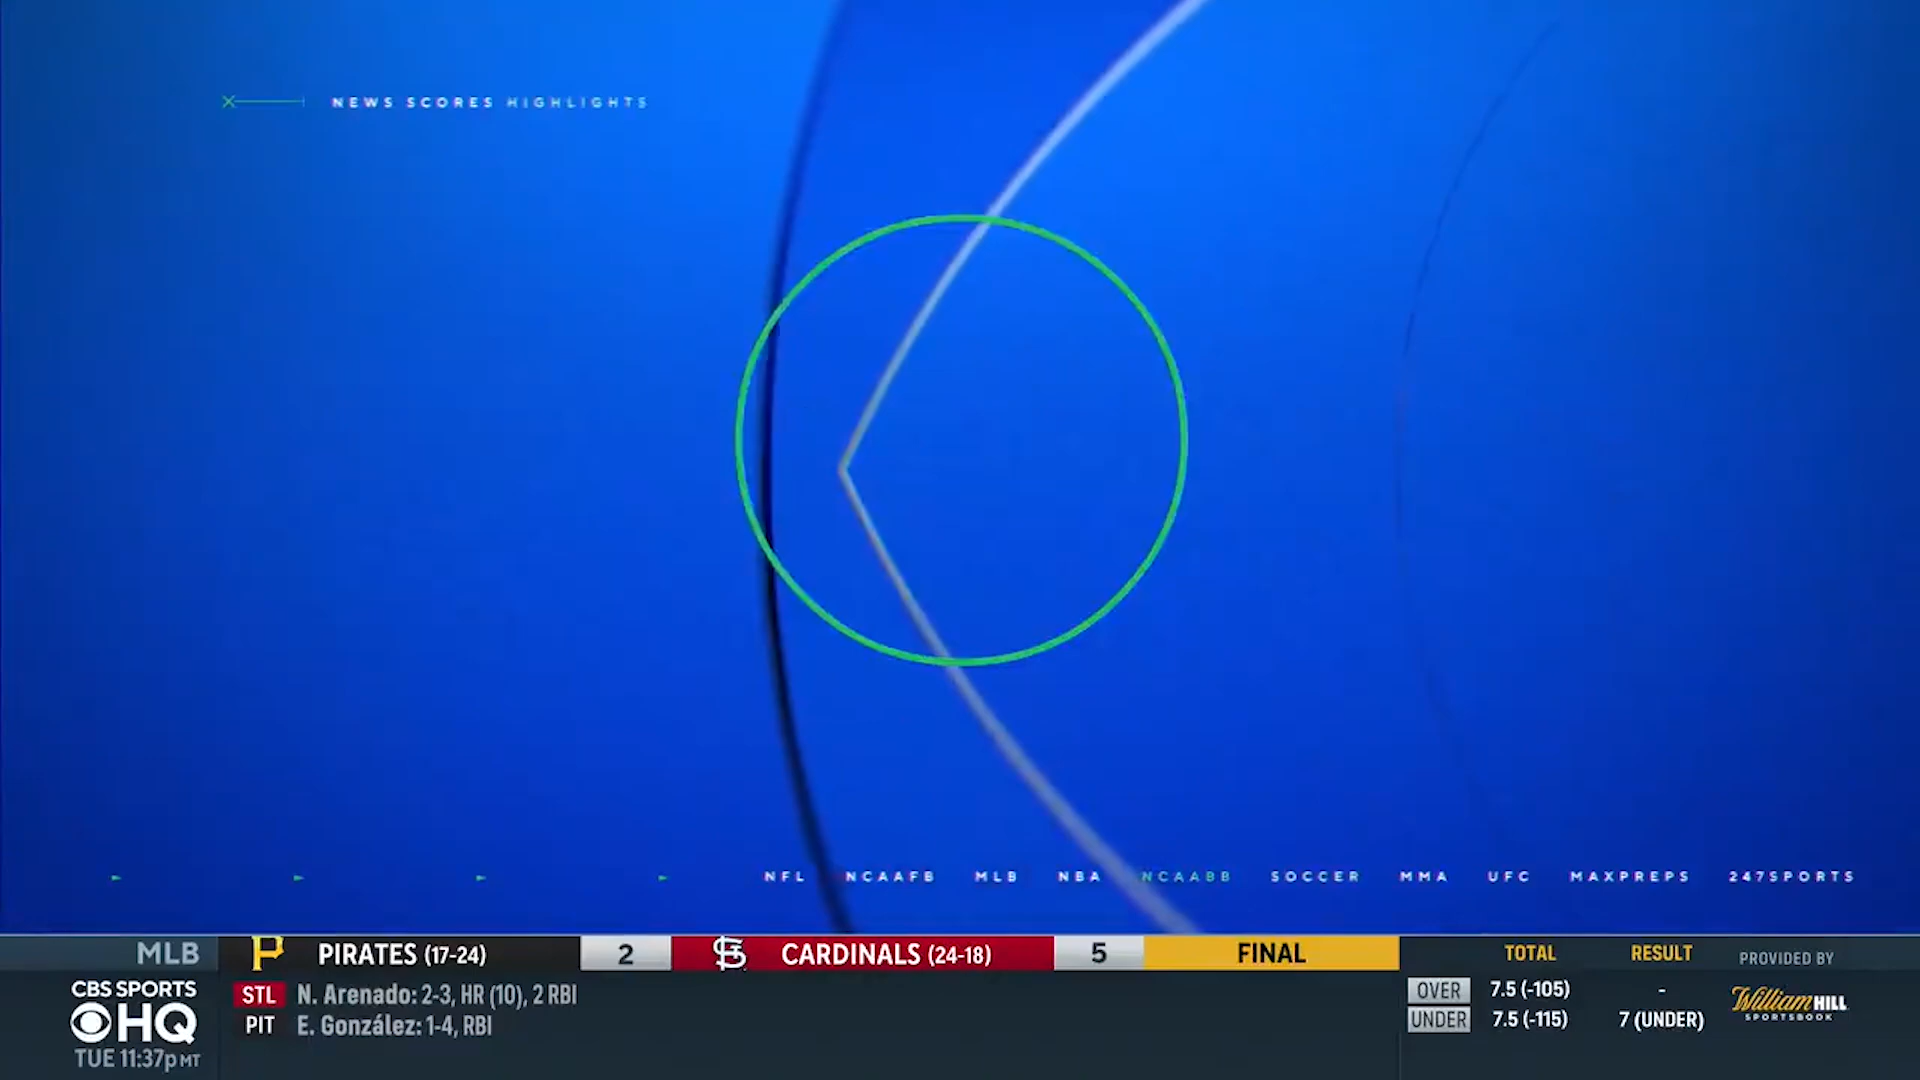 NEWS SCORES HIGHLIGHTS
NFL NCAAFB MLB NBA NCAABB SOCCER MMA UFC MAXPREPS 247SPORTS
MLB P PIRATES (17-24) 2 STL CARDINALS (24-18) 5 FINAL TOTAL RESULT PROVIDED BY
CBS SPORTS HQ
TUE 11:37p MT
STL N. Arenado: 2-3, HR (10), 2 RBI
PIT E. González: 1-4, RBI
OVER 7.5 (-105) -
UNDER 7.5 (-115) 7 (UNDER)
William HILL
SPORTSBOOK